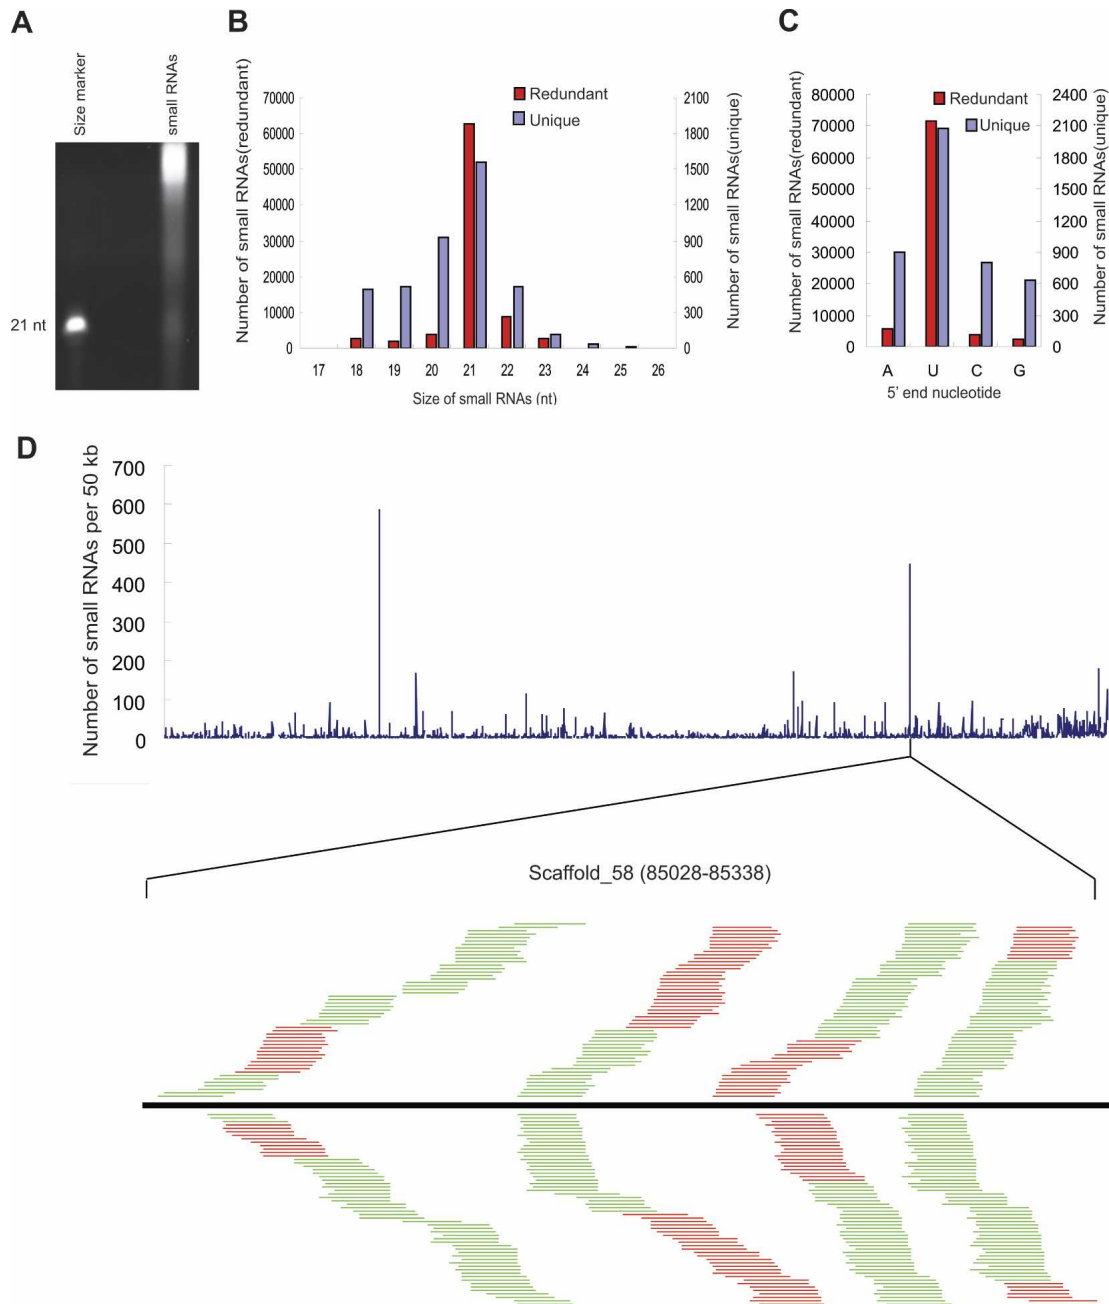 A
Size marker
small RNAs
21 nt
B
Number of small RNAs(redundant)
70000
60000
50000
40000
30000
20000
10000
0
Redundant
Unique
2100
1800
1500
1200
900
600
300
0
Number of small RNAs(unique)
17 18 19 20 21 22 23 24 25 26
Size of small RNAs (nt)
C
Number of small RNAs(redundant)
80000
70000
60000
50000
40000
30000
20000
10000
0
Redundant
Unique
2400
2100
1800
1500
1200
900
600
300
0
Number of small RNAs(unique)
A U C G
5' end nucleotide
D
Number of small RNAs per 50 kb
700
600
500
400
300
200
100
0
Scaffold_58 (85028-85338)